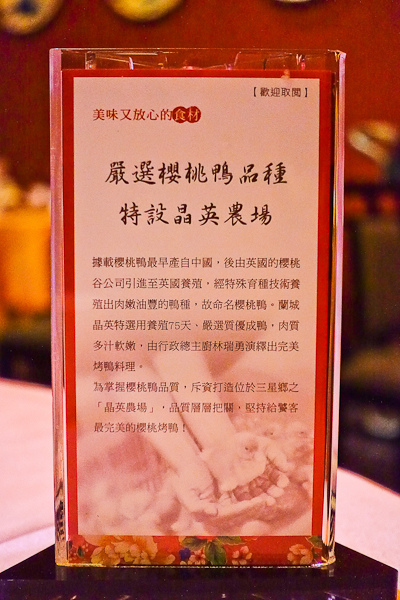 【歡迎取閱】
美味又放心的食材
嚴選櫻桃鴨品種
特設晶英農場
據載櫻桃鴨最早產自中國，後由英國的櫻桃
谷公司引進至英國養殖，經特殊育種技術養
殖出肉嫩油豐的鴨種，故命名櫻桃鴨。蘭城
晶英特選用養殖75天、嚴選質優成鴨，肉質
多汁軟嫩，由行政總主廚林瑞勇演繹出完美
烤鴨料理。
為掌握櫻桃鴨品質，斥資打造位於三星鄉之
「晶英農場」，品質層層把關，堅持給饕客
最完美的櫻桃烤鴨！